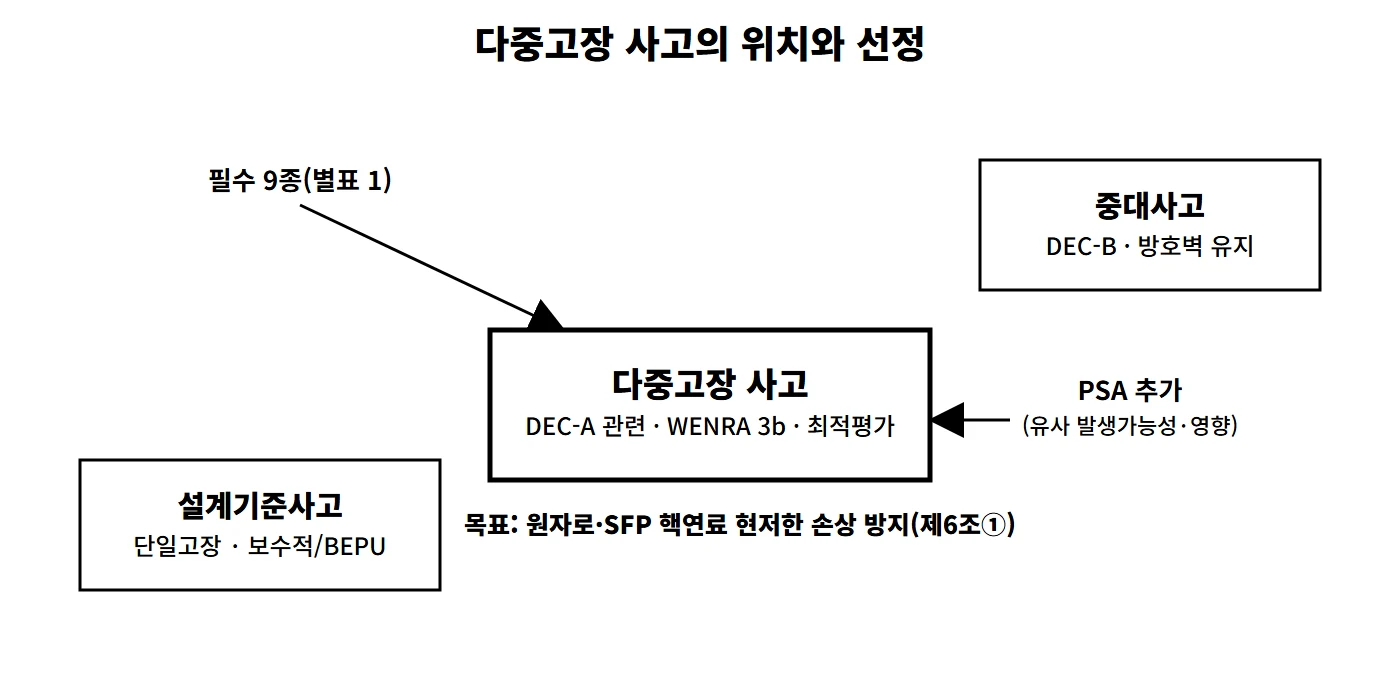 다중고장 사고의 위치와 선정
필수 9종(별표 1)
중대사고
DEC-B · 방호벽 유지
다중고장 사고
DEC-A 관련 · WENRA 3b · 최적평가
PSA 추가
(유사 발생가능성·영향)
설계기준사고
단일고장 · 보수적/BEPU
목표: 원자로·SFP 핵연료 현저한 손상 방지(제6조①)